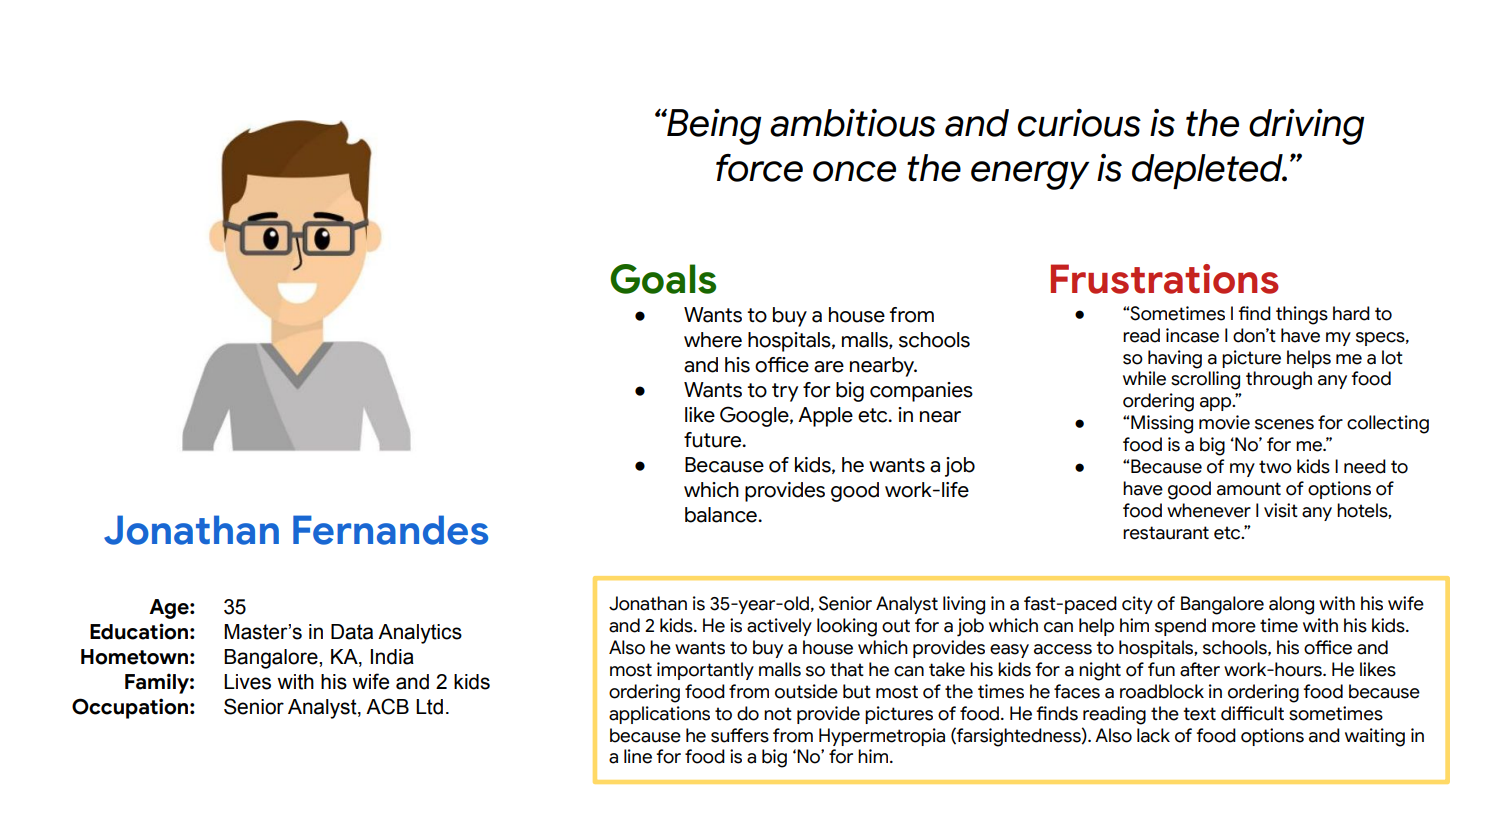 “Being ambitious and curious is the driving
force once the energy is depleted.”
Goals
● Wants to buy a house from
where hospitals, malls, schools
and his office are nearby.
● Wants to try for big companies
like Google, Apple etc. in near
future.
● Because of kids, he wants a job
which provides good work-life
balance.
Frustrations
● “Sometimes I find things hard to
read incase I don’t have my specs,
so having a picture helps me a lot
while scrolling through any food
ordering app.”
● “Missing movie scenes for collecting
food is a big ‘No’ for me.”
● “Because of my two kids I need to
have good amount of options of
food whenever I visit any hotels,
restaurant etc.”
Jonathan Fernandes
Age: 35
Education: Master’s in Data Analytics
Hometown: Bangalore, KA, India
Family: Lives with his wife and 2 kids
Occupation: Senior Analyst, ACB Ltd.
Jonathan is 35-year-old, Senior Analyst living in a fast-paced city of Bangalore along with his wife
and 2 kids. He is actively looking out for a job which can help him spend more time with his kids.
Also he wants to buy a house which provides easy access to hospitals, schools, his office and
most importantly malls so that he can take his kids for a night of fun after work-hours. He likes
ordering food from outside but most of the times he faces a roadblock in ordering food because
applications to do not provide pictures of food. He finds reading the text difficult sometimes
because he suffers from Hypermetropia (farsightedness). Also lack of food options and waiting in
a line for food is a big ‘No’ for him.